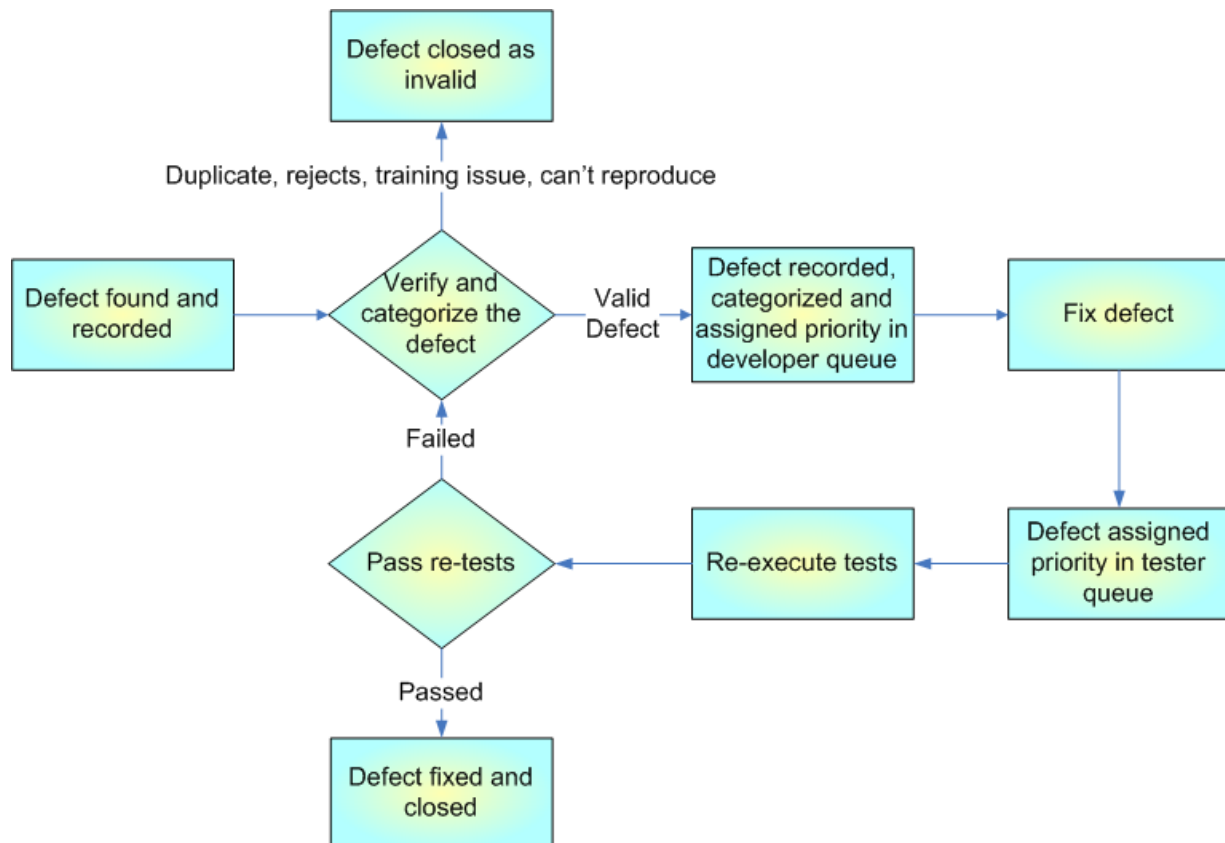 Defect closed as
invalid
Duplicate, rejects, training issue, can't reproduce
Defect found and
recorded
Verify and
categorize the
defect
Valid
Defect
Defect recorded,
categorized and
assigned priority in
developer queue
Fix defect
Failed
Pass re-tests
Re-execute tests
Defect assigned
priority in tester
queue
Passed
Defect fixed and
closed